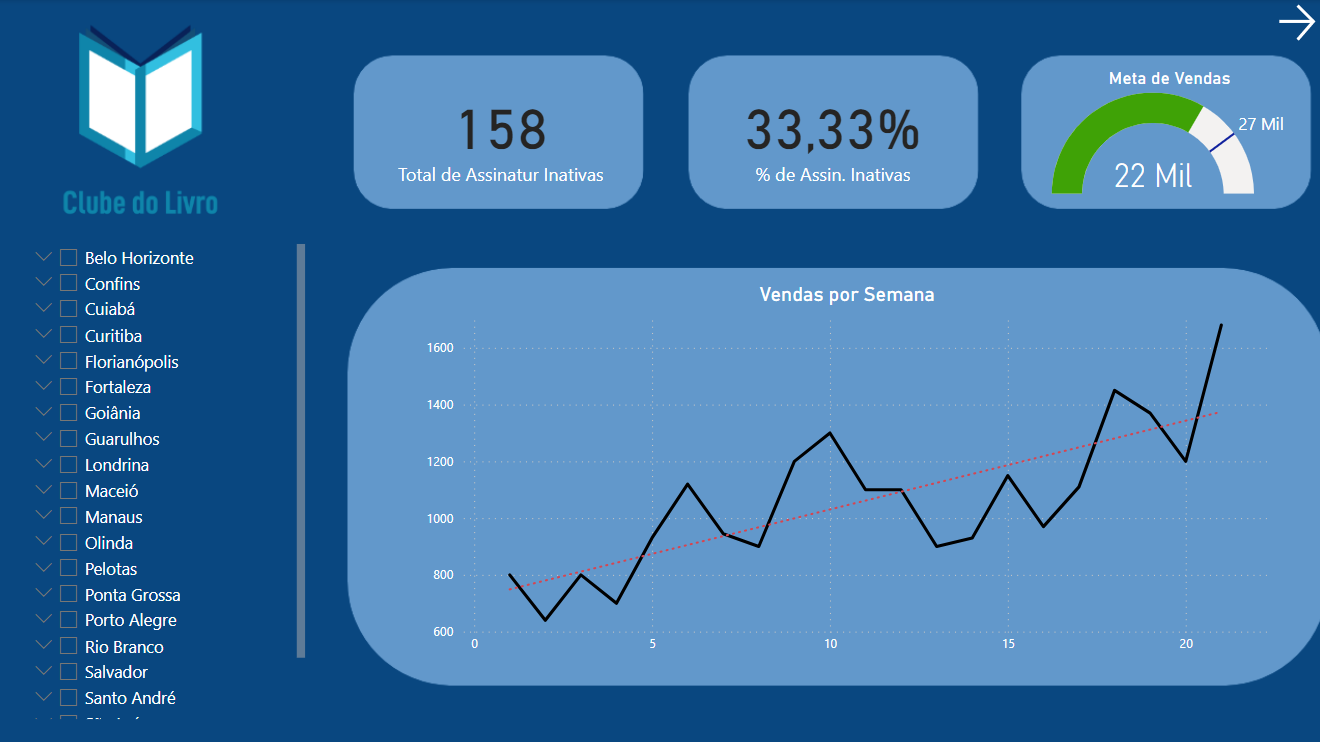 Clube do Livro
158
Total de Assinatur Inativas
33,33%
% de Assin. Inativas
Meta de Vendas
27 Mil
22 Mil
Belo Horizonte
Confins
Cuiabá
Curitiba
Florianópolis
Fortaleza
Goiânia
Guarulhos
Londrina
Maceió
Manaus
Olinda
Pelotas
Ponta Grossa
Porto Alegre
Rio Branco
Salvador
Santo André
Vendas por Semana
1600
1400
1200
1000
800
600
0 5 10 15 20